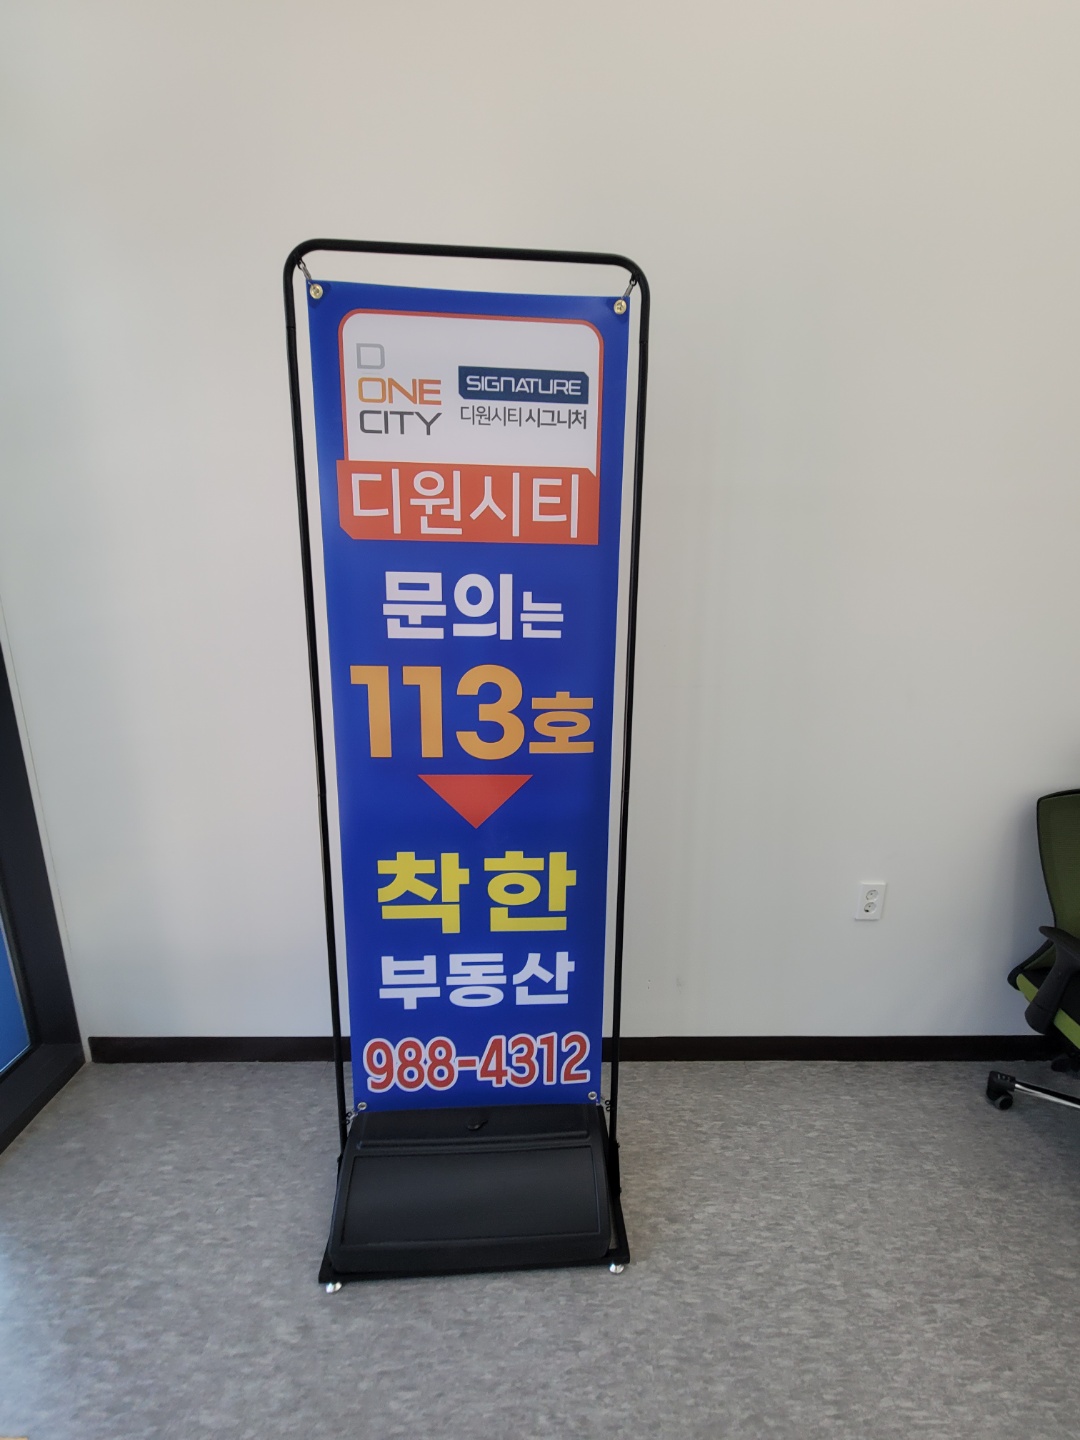 D
ONE
CITY
SIGNATURE
디원시티 시그니처
디원시티
문의는
113호
착한
부동산
988-4312